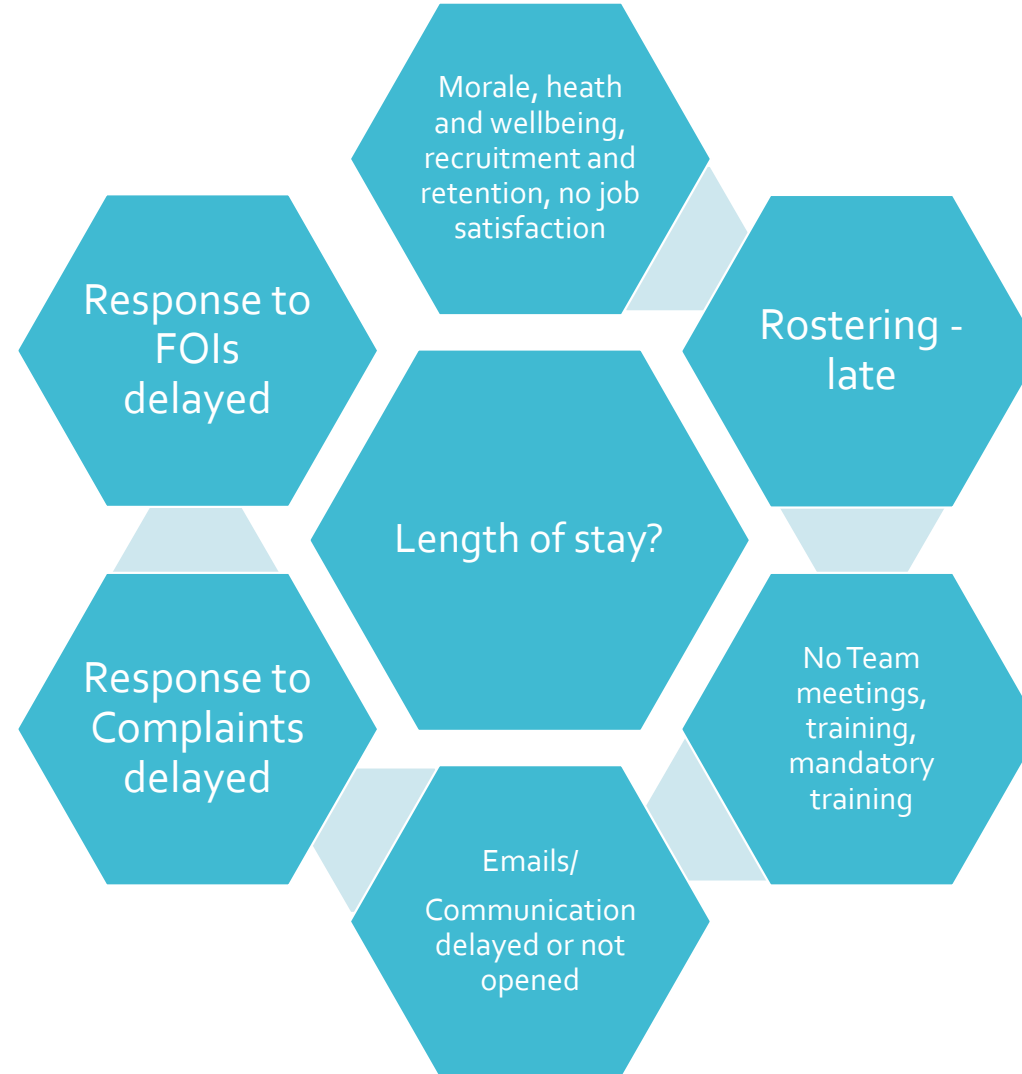 Morale, heath
and wellbeing,
recruitment and
retention, no job
satisfaction
Rostering -
late
No Team
meetings,
training,
mandatory
training
Emails/
Communication
delayed or not
opened
Response to
Complaints
delayed
Response to
FOIs
delayed
Length of stay?